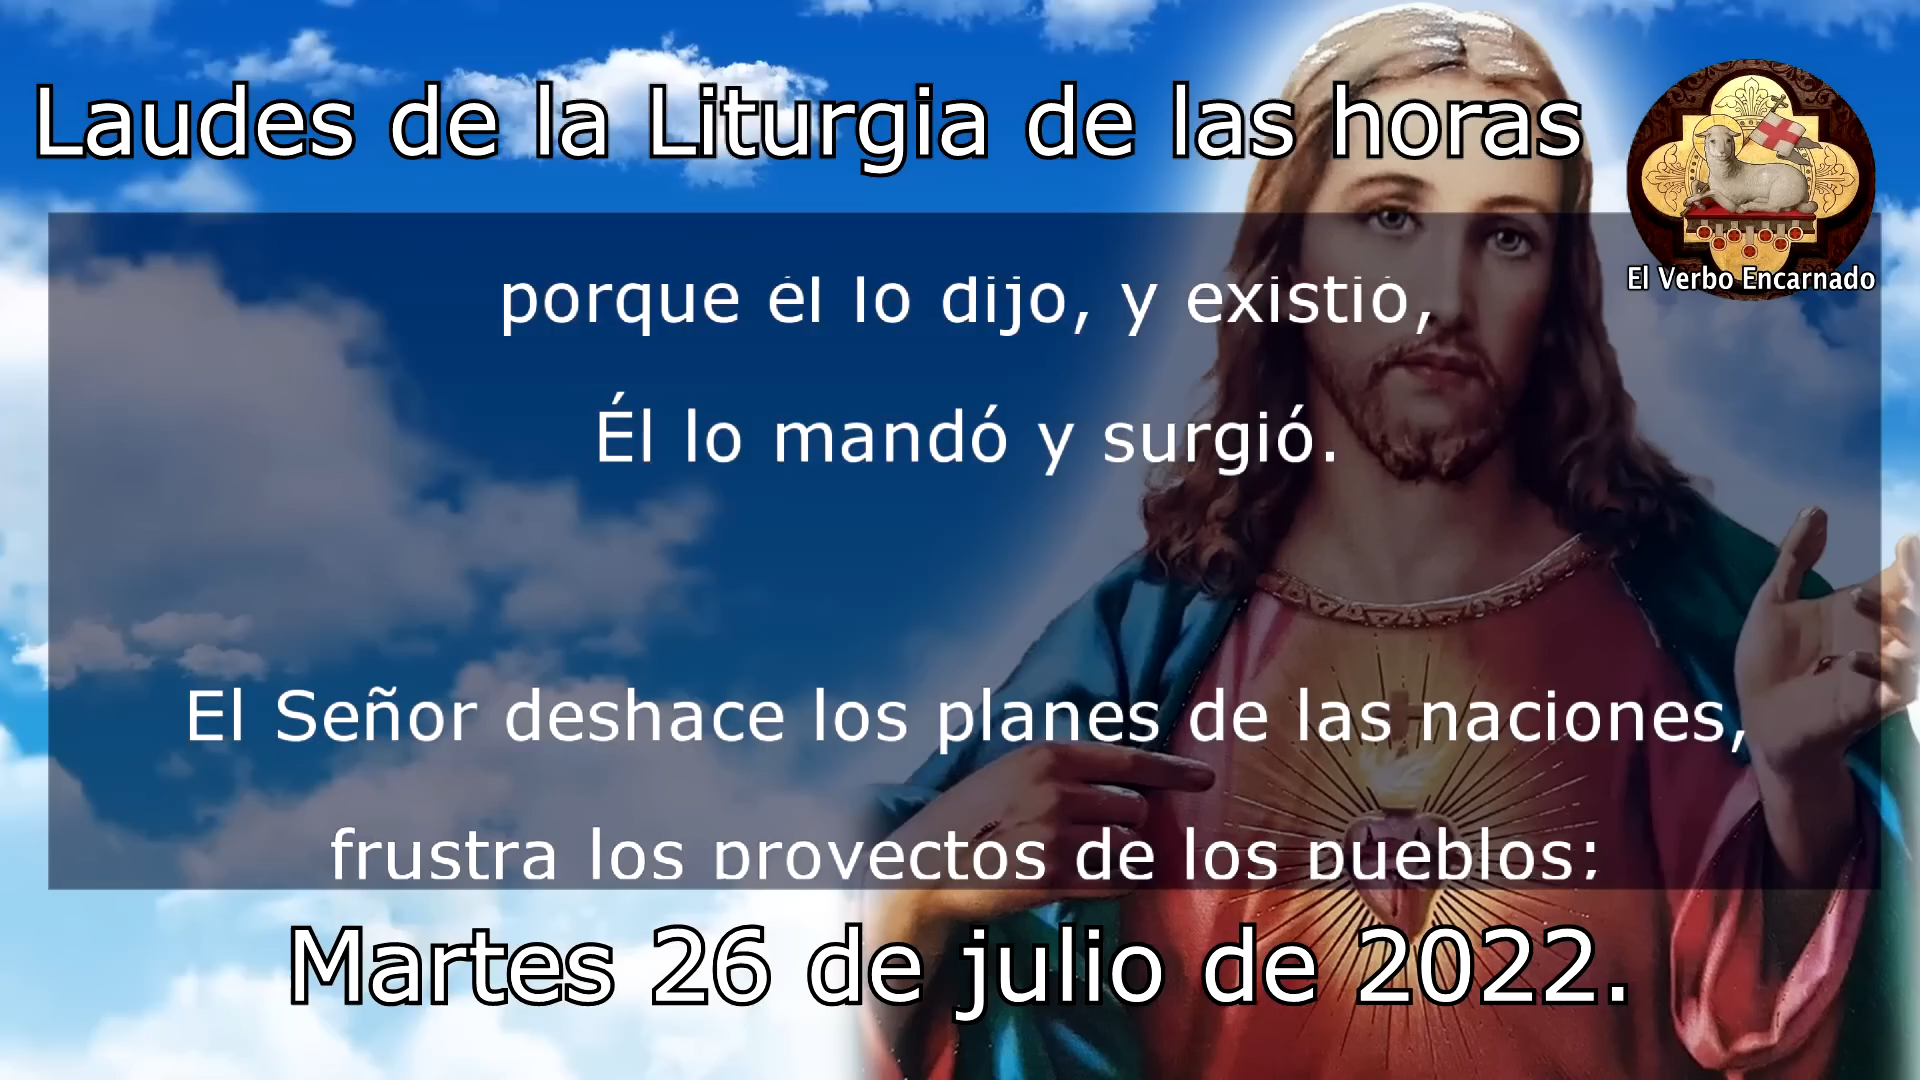 Laudes de la Liturgia de las horas
El Verbo Encarnado
porque él lo dijo, y existió,
Él lo mandó y surgió.
El Señor deshace los planes de las naciones,
frustra los proyectos de los pueblos;
Martes 26 de julio de 2022.